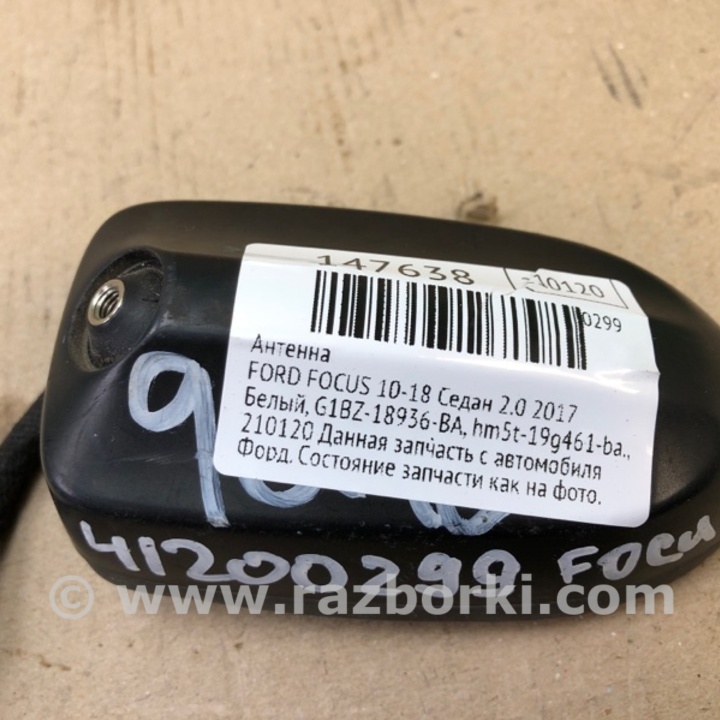 147638 -10120
0299
Антенна
FORD FOCUS 10-18 Седан 2.0 2017
Белый, G1BZ-18936-BA, hm5t-19g461-ba.,
210120 Данная запчасть с автомобиля
Форд. Состояние запчасти как на фото.
41200299 FOCU
© www.razborki.com